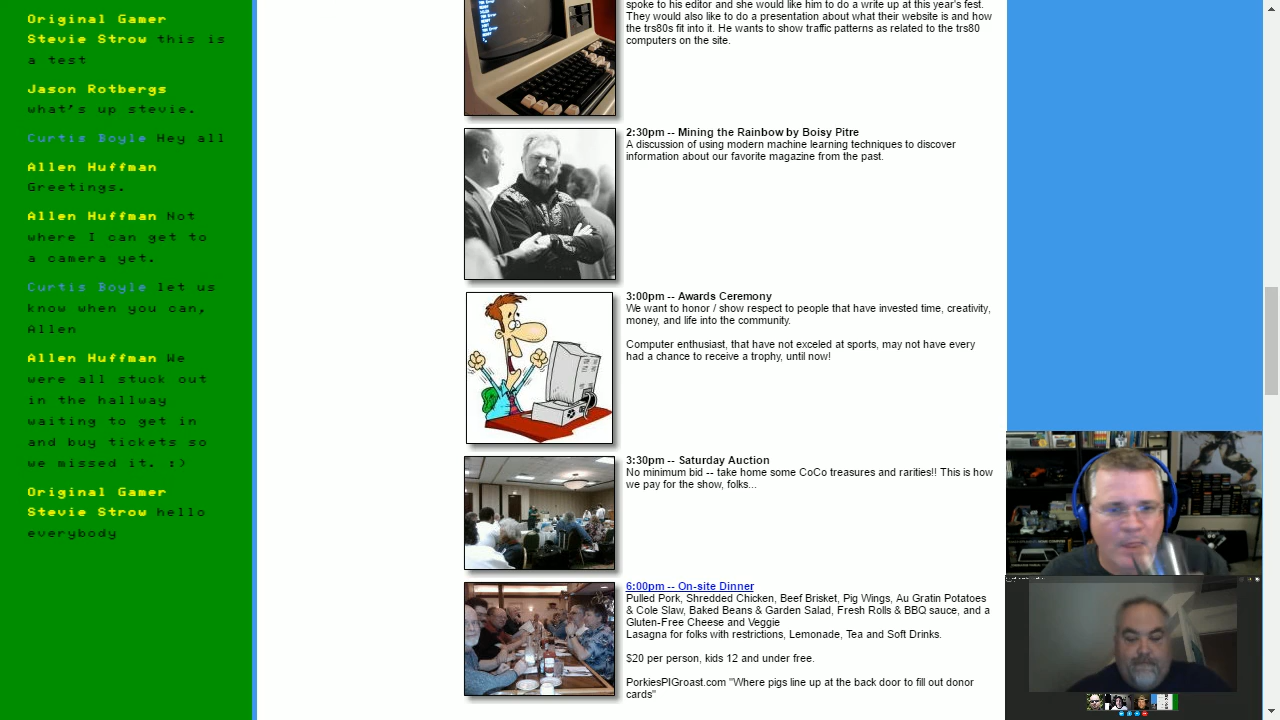 Original Gamer
Stevie Strow this is
a test
Jason Rotbergs
what's up stevie.
Curtis Boyle Hey all
Allen Huffman
Greetings.
Allen Huffman Not
where I can get to
a camera yet.
Curtis Boyle let us
know when you can,
Allen
Allen Huffman We
were all stuck out
in the hallway
waiting to get in
and buy tickets so
we missed it. :)
Original Gamer
Stevie Strow hello
everybody
spoke to his editor and she would like him to do a write up at this year's fest.
They would also like to do a presentation about what their website is and how
the trs80s fit into it. He wants to show traffic patterns as related to the trs80
computers on the site.
2:30pm -- Mining the Rainbow by Boisy Pitre
A discussion of using modern machine learning techniques to discover
information about our favorite magazine from the past.
3:00pm -- Awards Ceremony
We want to honor / show respect to people that have invested time, creativity,
money, and life into the community.
Computer enthusiast, that have not exceled at sports, may not have every
had a chance to receive a trophy, until now!
3:30pm -- Saturday Auction
No minimum bid -- take home some CoCo treasures and rarities!! This is how
we pay for the show, folks...
6:00pm -- On-site Dinner
Pulled Pork, Shredded Chicken, Beef Brisket, Pig Wings, Au Gratin Potatoes
& Cole Slaw, Baked Beans & Garden Salad, Fresh Rolls & BBQ sauce, and a
Gluten-Free Cheese and Veggie
Lasagna for folks with restrictions, Lemonade, Tea and Soft Drinks.
$20 per person, kids 12 and under free.
PorkiesPIGroast.com "Where pigs line up at the back door to fill out donor
cards"